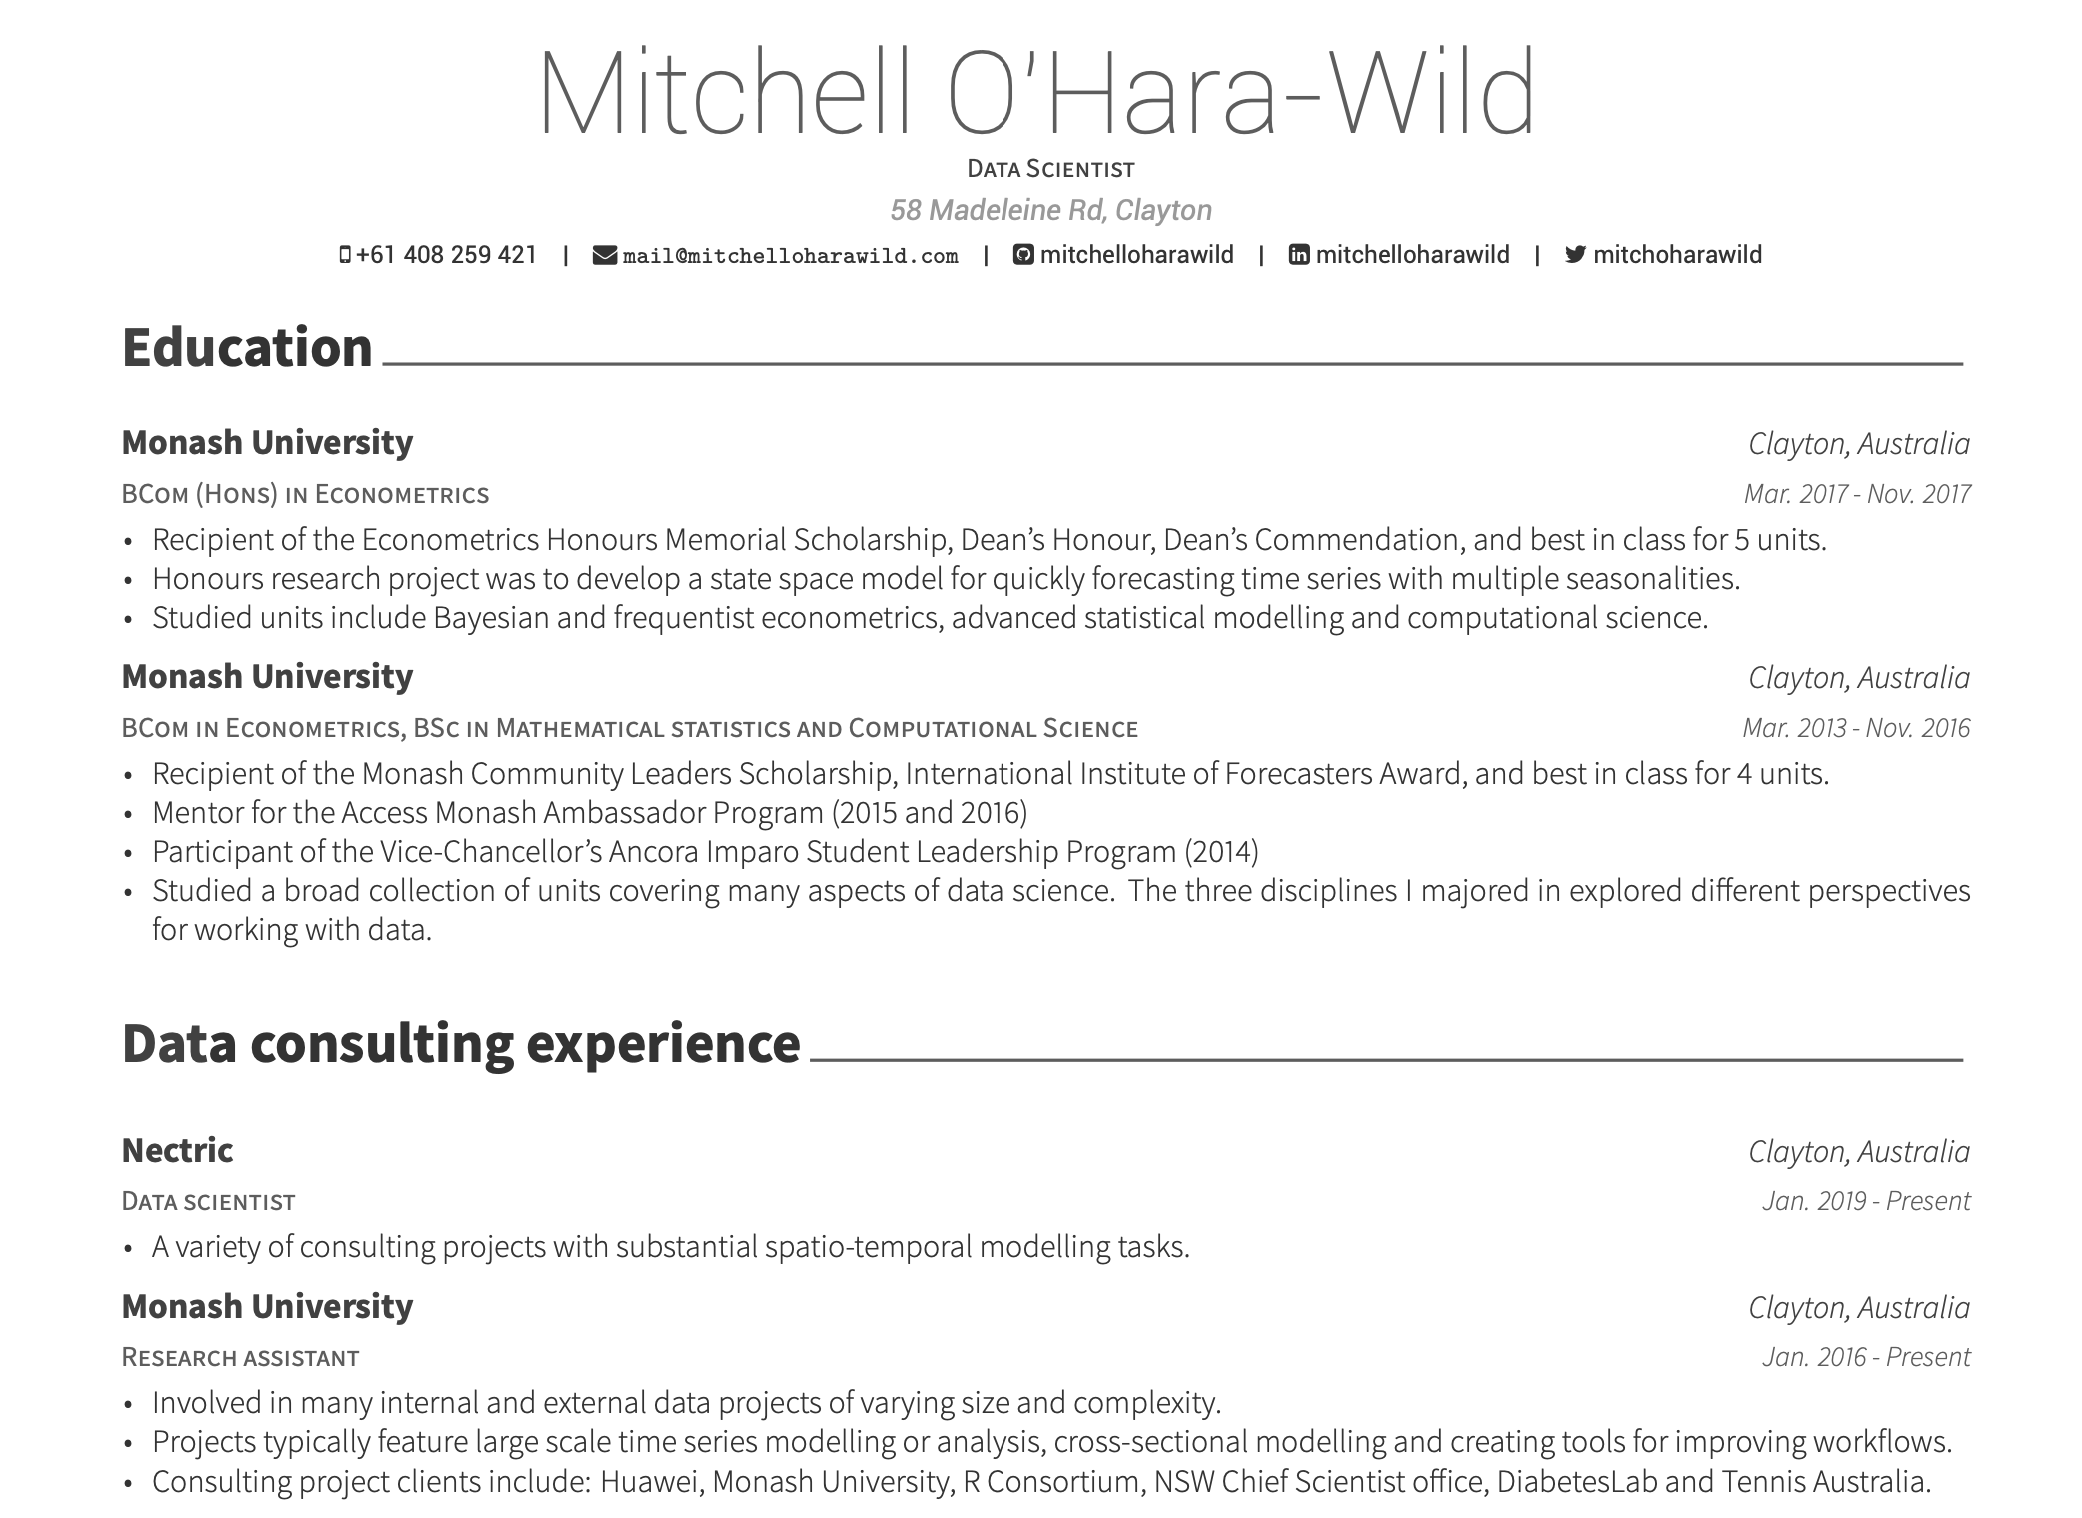 Mitchell O'Hara-Wild
Data Scientist
58 Madeleine Rd, Clayton
+61 408 259 421 | mail@mitchelloharawild.com | mitchelloharawild | mitchelloharawild | mitchoharawild
Education
Monash University Clayton, Australia
BCom (Hons) in Econometrics Mar. 2017 - Nov. 2017
• Recipient of the Econometrics Honours Memorial Scholarship, Dean’s Honour, Dean’s Commendation, and best in class for 5 units.
• Honours research project was to develop a state space model for quickly forecasting time series with multiple seasonalities.
• Studied units include Bayesian and frequentist econometrics, advanced statistical modelling and computational science.
Monash University Clayton, Australia
BCom in Econometrics, BSc in Mathematical statistics and Computational Science Mar. 2013 - Nov. 2016
• Recipient of the Monash Community Leaders Scholarship, International Institute of Forecasters Award, and best in class for 4 units.
• Mentor for the Access Monash Ambassador Program (2015 and 2016)
• Participant of the Vice-Chancellor’s Ancora Imparo Student Leadership Program (2014)
• Studied a broad collection of units covering many aspects of data science. The three disciplines I majored in explored different perspectives
for working with data.
Data consulting experience
Nectric Clayton, Australia
Data scientist Jan. 2019 - Present
• A variety of consulting projects with substantial spatio-temporal modelling tasks.
Monash University Clayton, Australia
Research assistant Jan. 2016 - Present
• Involved in many internal and external data projects of varying size and complexity.
• Projects typically feature large scale time series modelling or analysis, cross-sectional modelling and creating tools for improving workflows.
• Consulting project clients include: Huawei, Monash University, R Consortium, NSW Chief Scientist office, DiabetesLab and Tennis Australia.